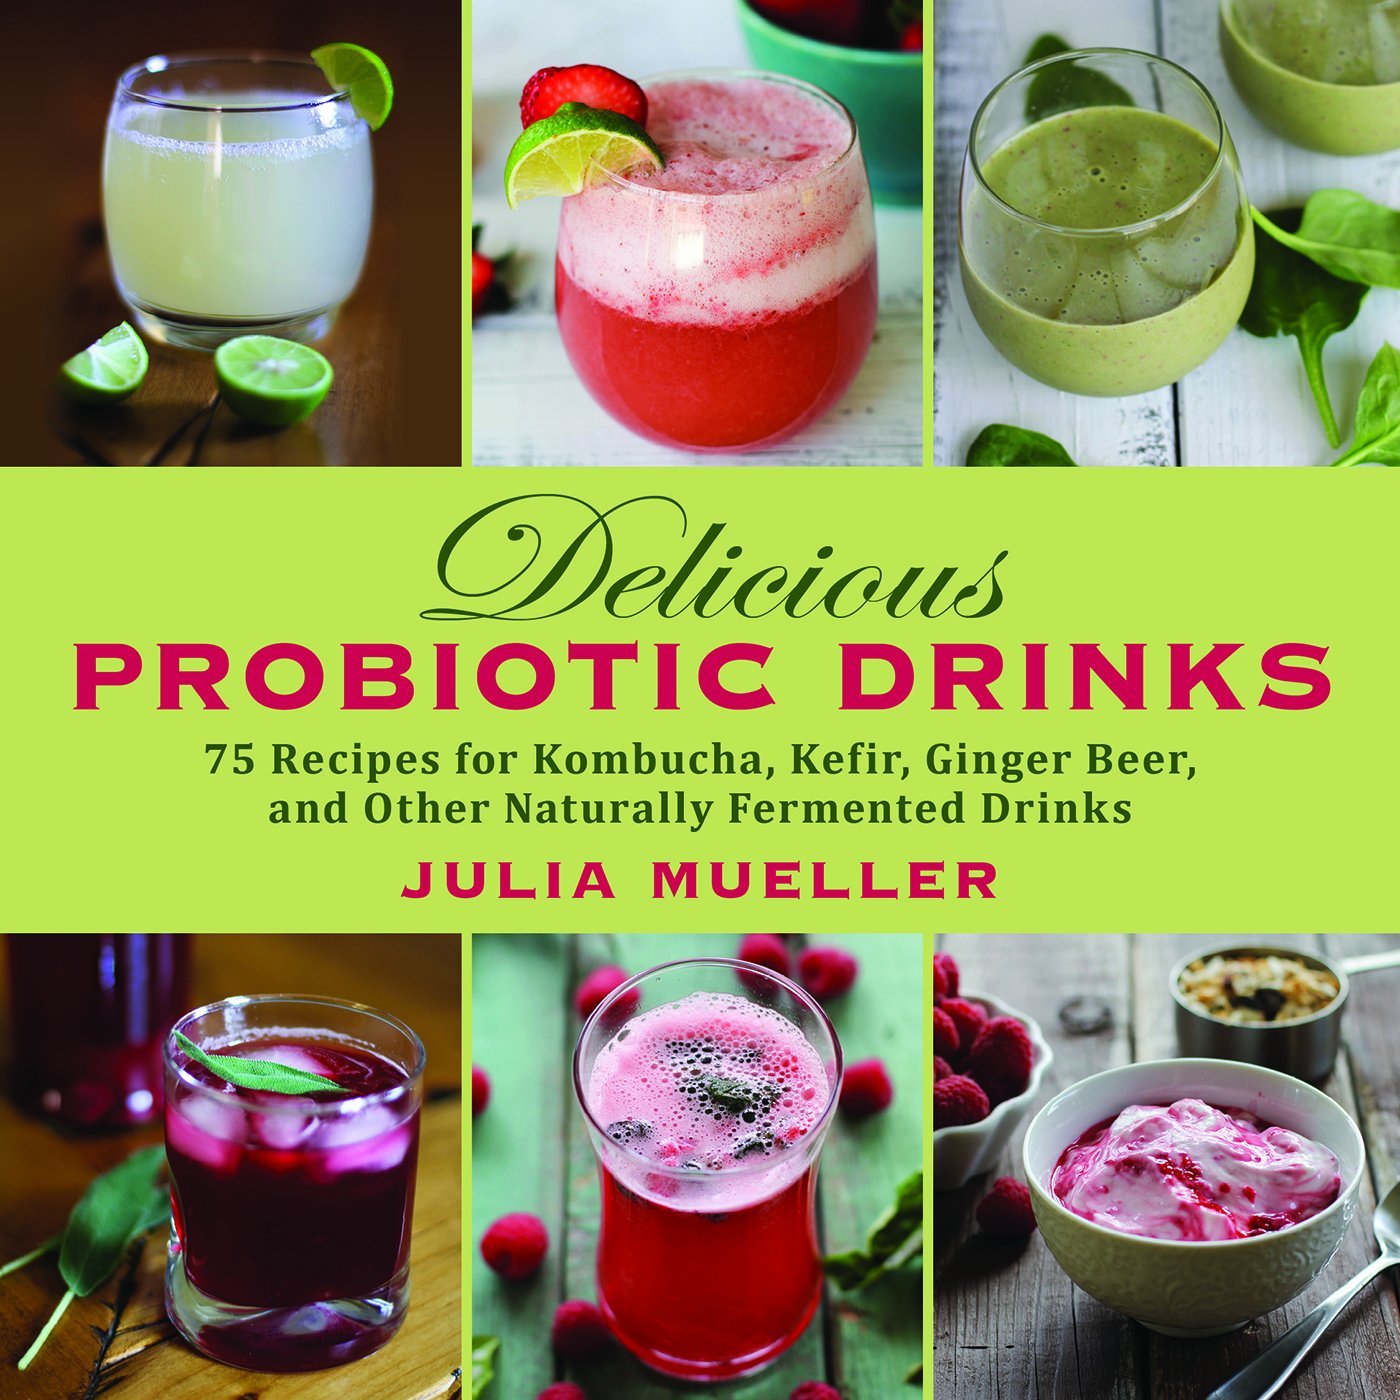 Delicious
PROBIOTIC DRINKS
75 Recipes for Kombucha, Kefir, Ginger Beer,
and Other Naturally Fermented Drinks
JULIA MUELLER